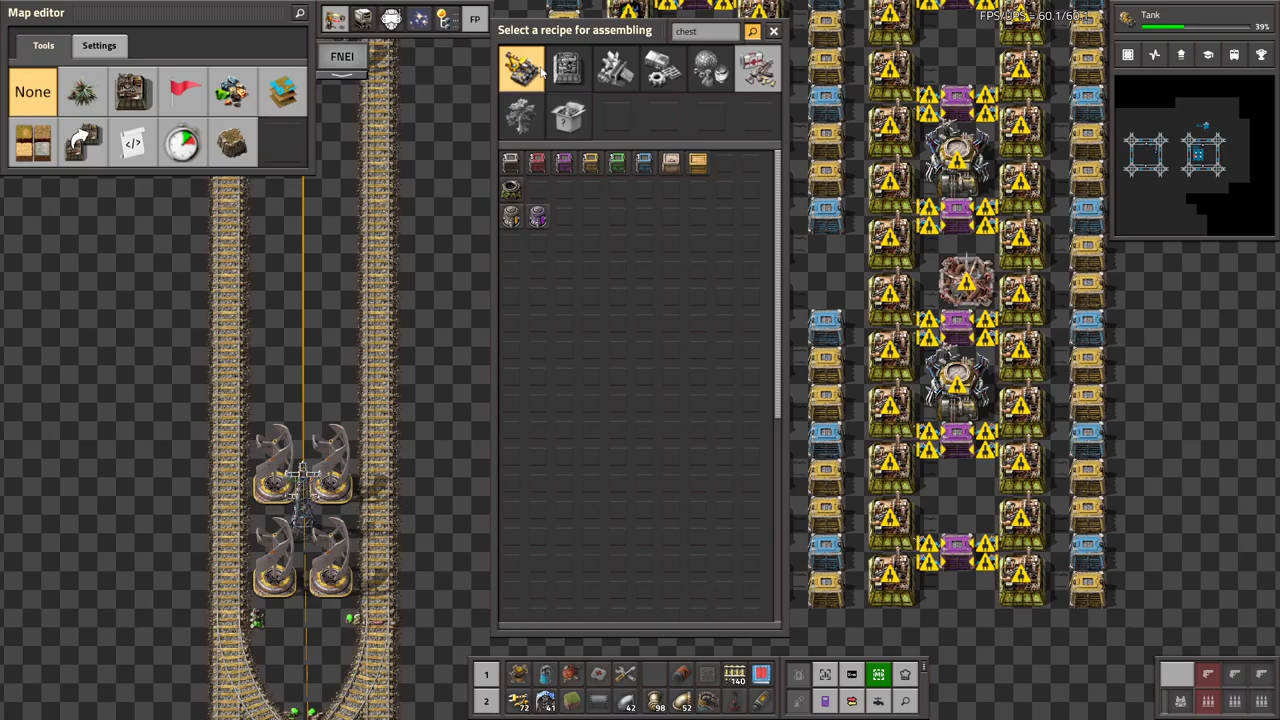 Map editor
Tools
Settings
None
</>
FP
FNEI
Select a recipe for assembling
chest
FPS/UPS = 60.1/60.1
Tank
39%
1
140
2
72
41
42
98
52